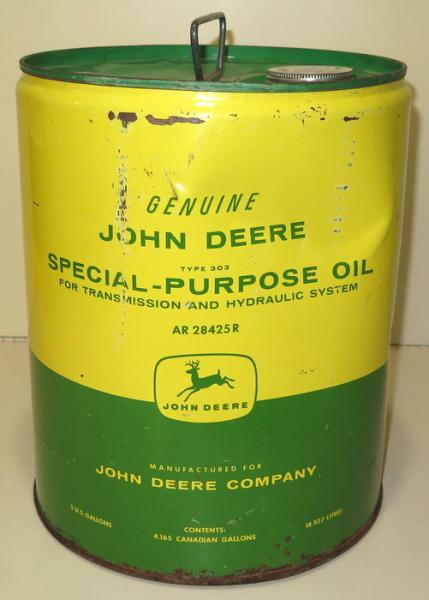 GENUINE
JOHN DEERE
TYPE 303
SPECIAL-PURPOSE OIL
FOR TRANSMISSION AND HYDRAULIC SYSTEM
AR 28425R
JOHN DEERE
MANUFACTURED FOR
JOHN DEERE COMPANY
5 U.S. GALLONS
CONTENTS:
4.165 CANADIAN GALLONS
18.927 LITRES